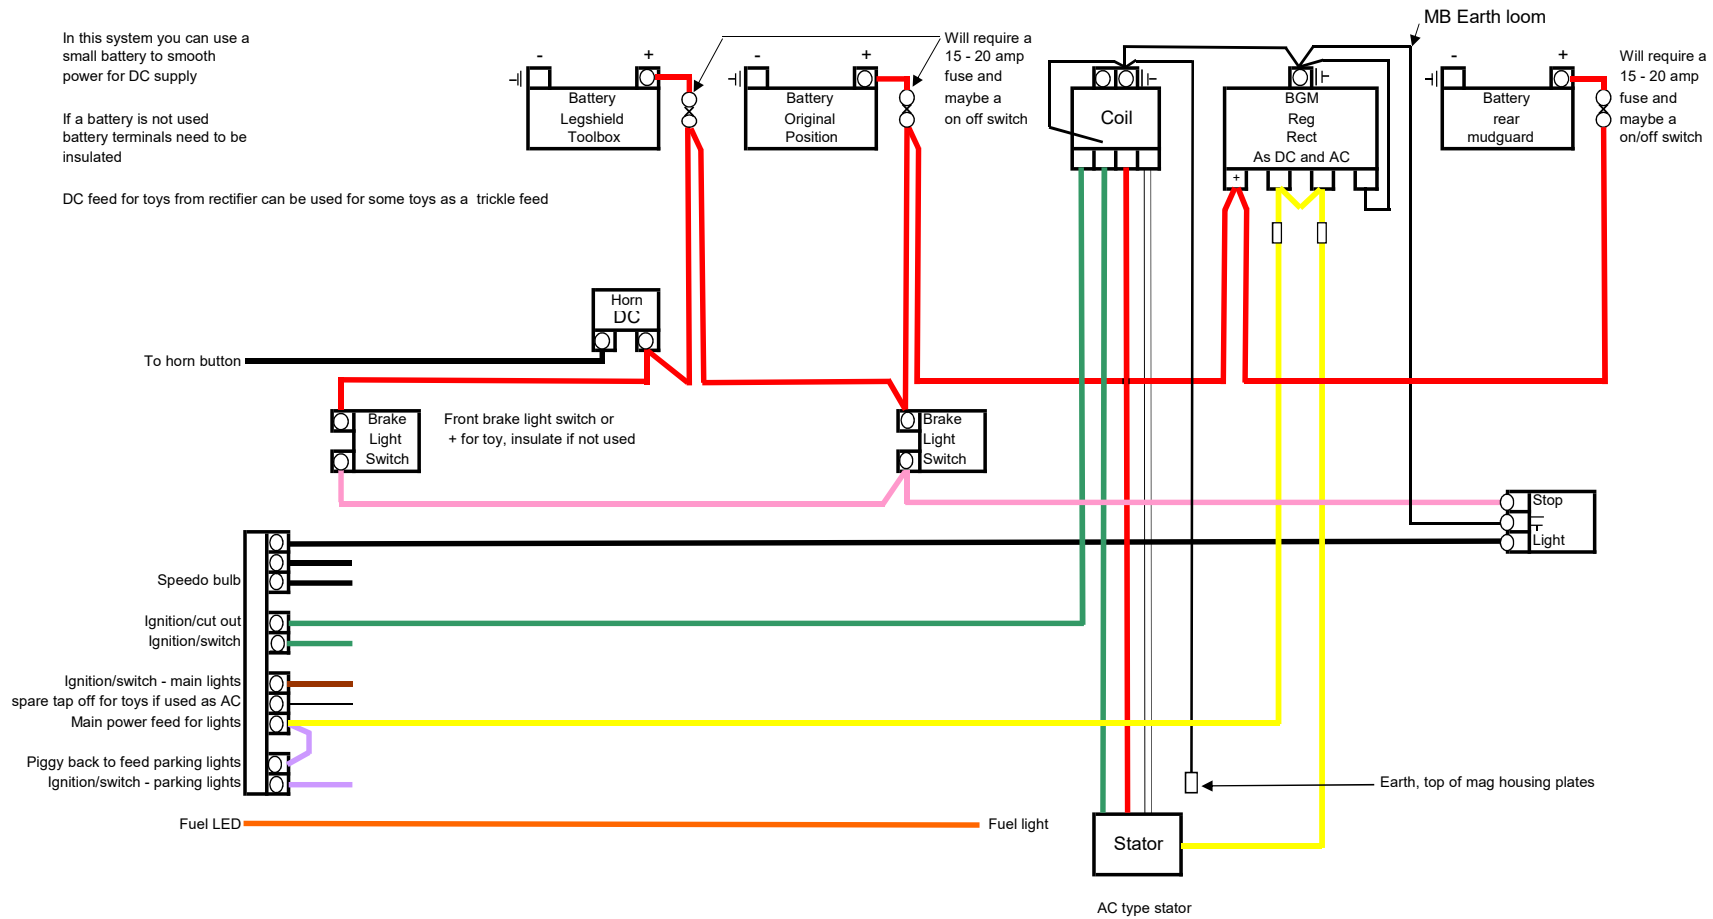 MB Earth loom
In this system you can use a
small battery to smooth
power for DC supply
If a battery is not used
battery terminals need to be
insulated
DC feed for toys from rectifier can be used for some toys as a  trickle feed
- +
Battery
Legshield
Toolbox
- +
Battery
Original
Position
Will require a
15 - 20 amp
fuse and
maybe a
on off switch
Coil
BGM
Reg
Rect
As DC and AC
+
- +
Battery
rear
mudguard
Will require a
15 - 20 amp
fuse and
maybe a
on/off switch
Horn
DC
To horn button
Brake
Light
Switch
Front brake light switch or
+ for toy, insulate if not used
Brake
Light
Switch
Stop
Light
Speedo bulb
Ignition/cut out
Ignition/switch
Ignition/switch - main lights
spare tap off for toys if used as AC
Main power feed for lights
Piggy back to feed parking lights
Ignition/switch - parking lights
Earth, top of mag housing plates
Fuel LED
Fuel light
Stator
AC type stator